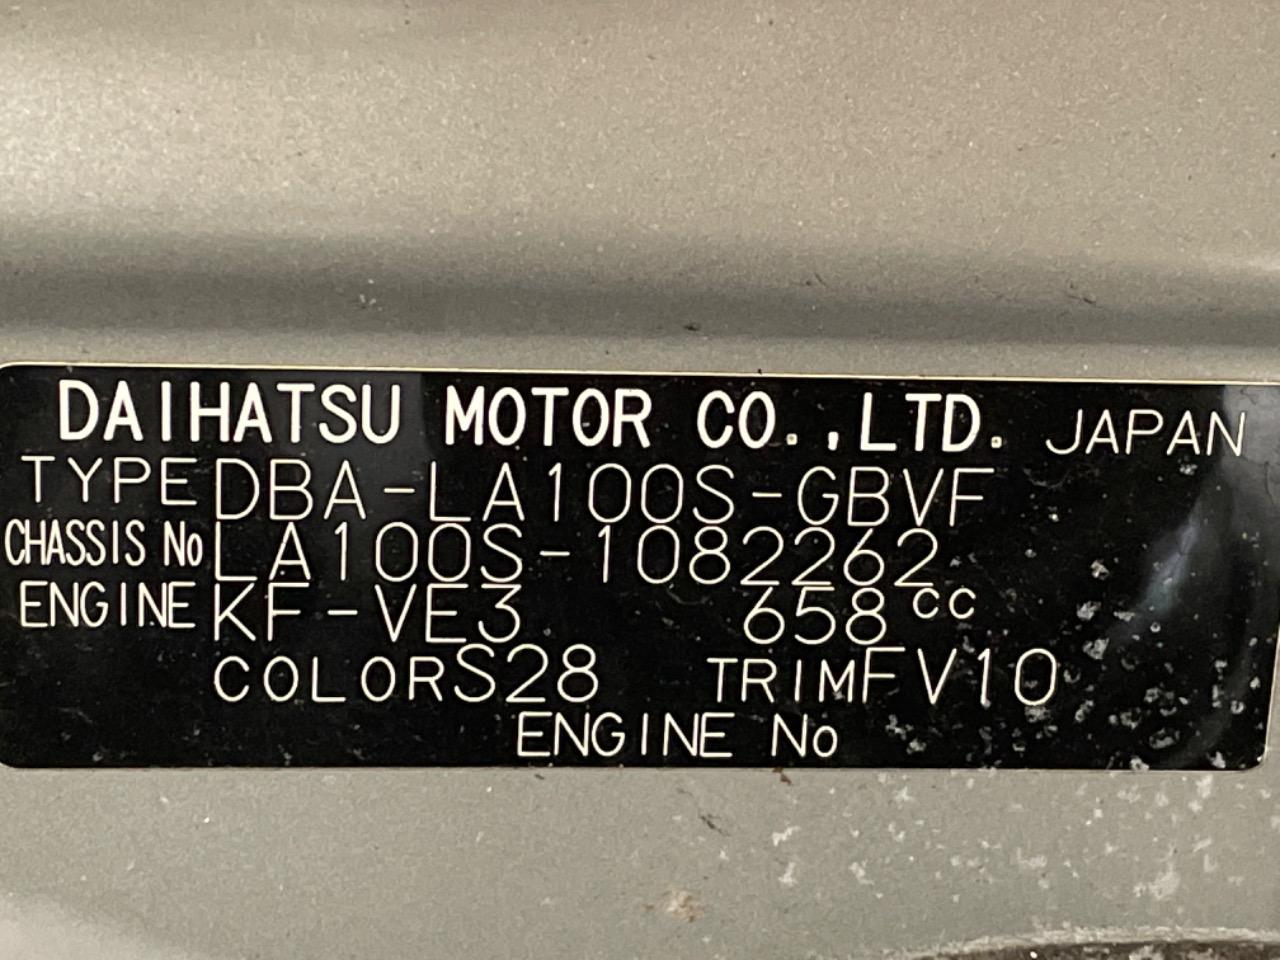 DAIHATSU MOTOR CO.,LTD. JAPAN
TYPE DBA-LA100S-GBVF
CHASSIS No LA100S-1082262
ENGINE KF-VE3 658cc
COLOR S28 TRIM FV10
ENGINE No